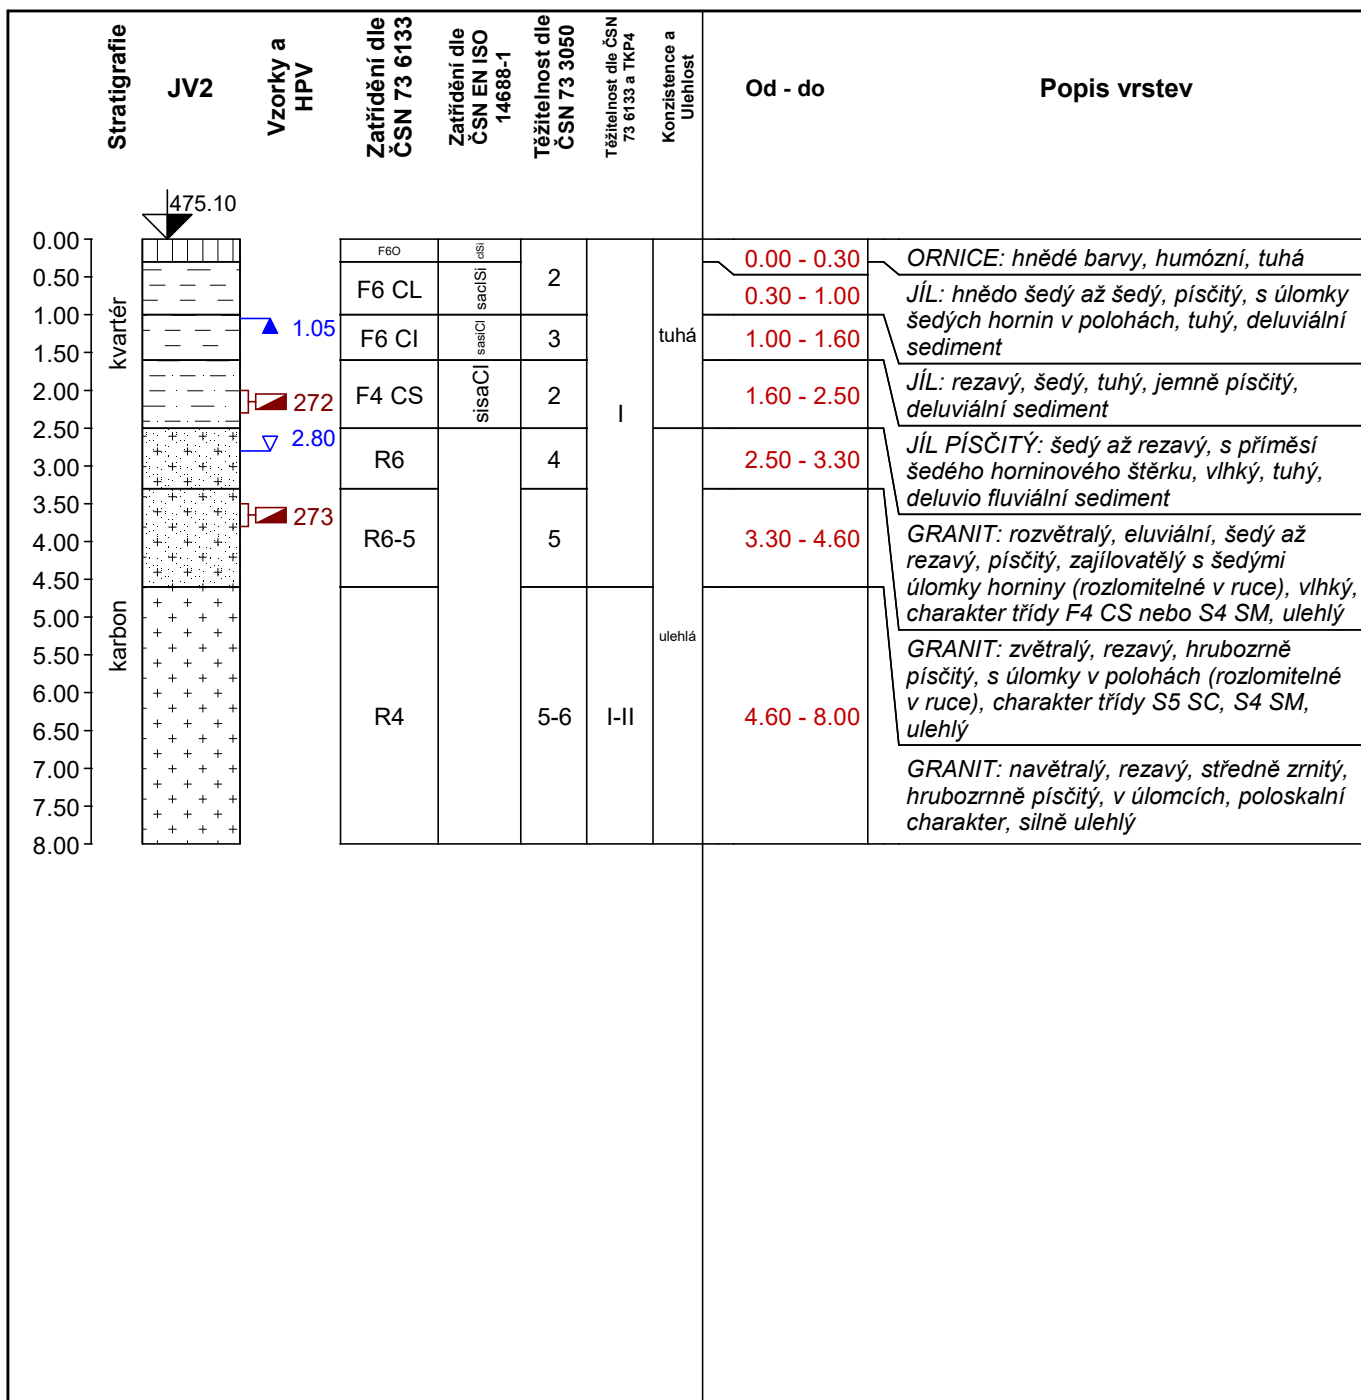 Stratigrafie
JV2
Vzorky a
HPV
Zatřídění dle
ČSN 73 6133
Zatřídění dle
ČSN EN ISO
14688-1
Těžitelnost dle
ČSN 73 3050
Těžitelnost dle ČSN
73 6133 a TKP4
Konzistence a
Ulehlost
Od - do
Popis vrstev
475.10
0.00
0.50
1.00
1.50
2.00
2.50
3.00
3.50
4.00
4.50
5.00
5.50
6.00
6.50
7.00
7.50
8.00
kvartér
karbon
1.05
272
2.80
273
F6O
F6 CL
F6 CI
F4 CS
R6
R6-5
R4
clSi
saclSi
sasiCl
sisaCl
2
3
2
4
5
5-6
I
I-II
tuhá
ulehlá
0.00 - 0.30
0.30 - 1.00
1.00 - 1.60
1.60 - 2.50
2.50 - 3.30
3.30 - 4.60
4.60 - 8.00
ORNICE: hnědé barvy, humózní, tuhá
JÍL: hnědo šedý až šedý, písčitý, s úlomky
šedých hornin v polohách, tuhý, deluviální
sediment
JÍL: rezavý, šedý, tuhý, jemně písčitý,
deluviální sediment
JÍL PÍSČITÝ: šedý až rezavý, s příměsí
šedého horninového štěrku, vlhký, tuhý,
deluvio fluviální sediment
GRANIT: rozvětralý, eluviální, šedý až
rezavý, písčitý, zajílovatělý s šedými
úlomky horniny (rozlomitelné v ruce), vlhký,
charakter třídy F4 CS nebo S4 SM, ulehlý
GRANIT: zvětralý, rezavý, hrubozrně
písčitý, s úlomky v polohách (rozlomitelné
v ruce), charakter třídy S5 SC, S4 SM,
ulehlý
GRANIT: navětralý, rezavý, středně zrnitý,
hrubozrnně písčitý, v úlomcích, poloskalní
charakter, silně ulehlý